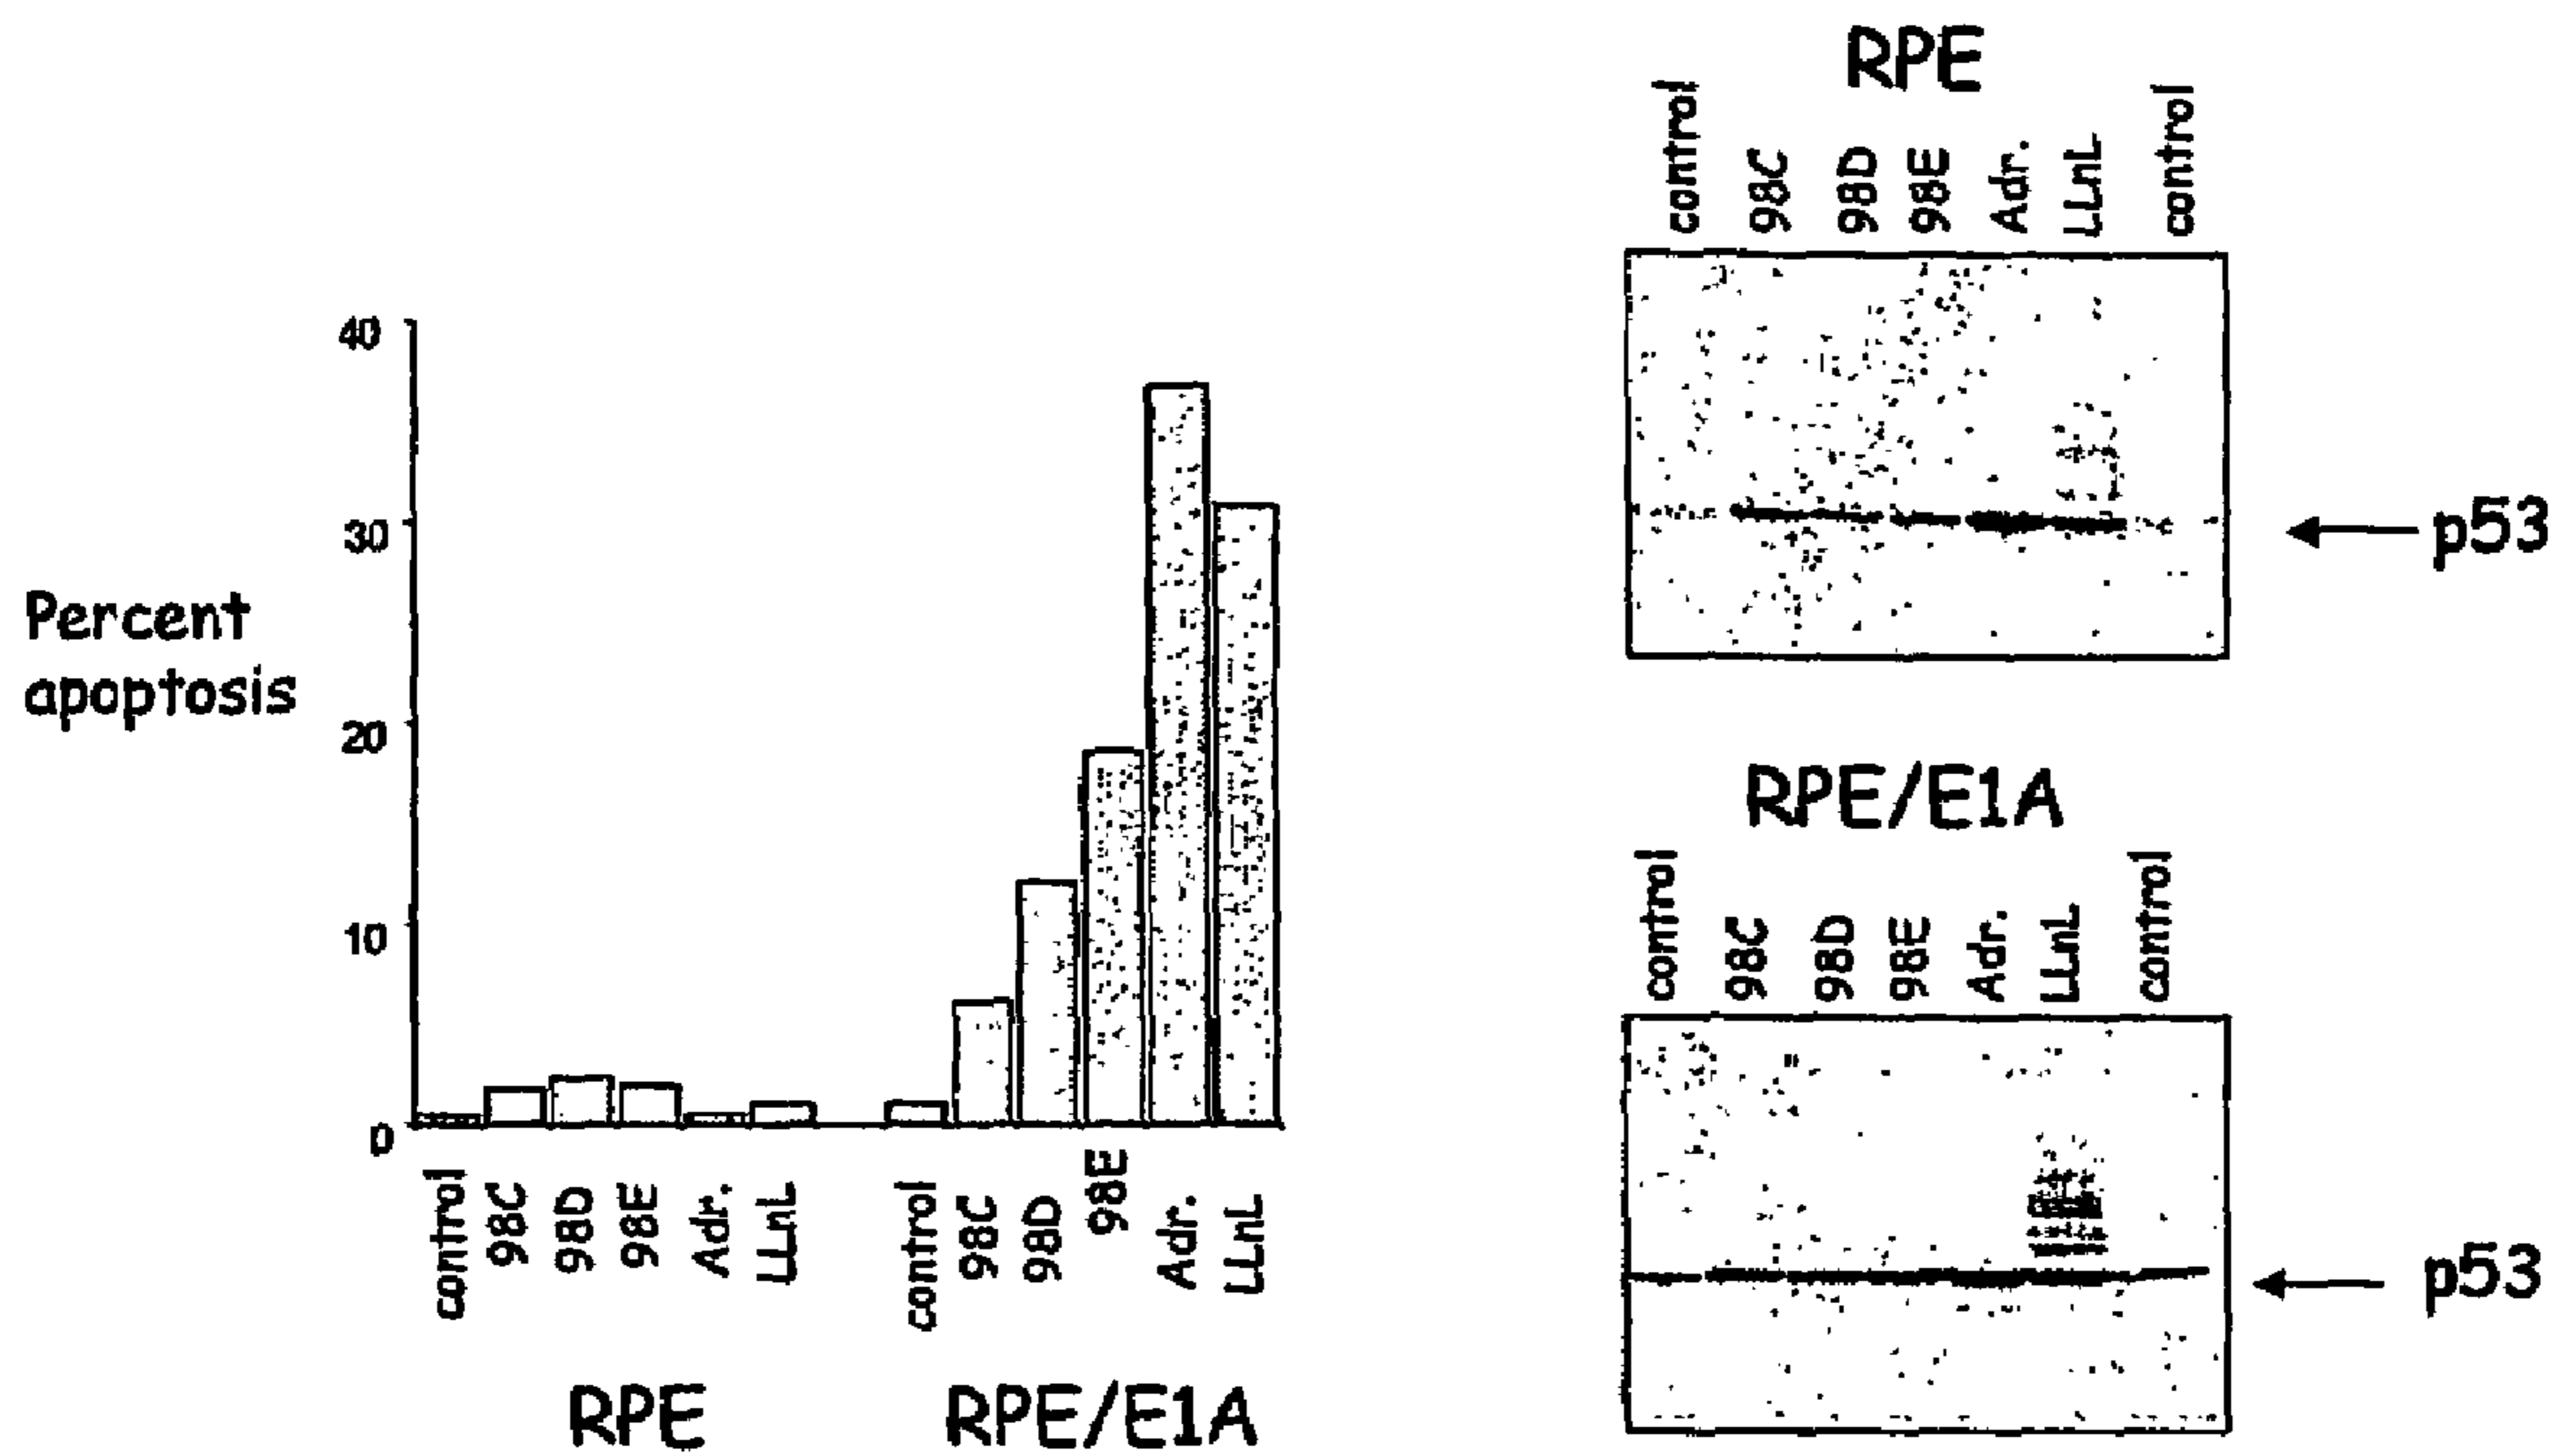 Percent
apoptosis
40
30
20
10
0
control
98C
98D
98E
Adr.
LLnL
control
98C
98D
98E
Adr.
LLnL
RPE
RPE/E1A
RPE
control
98C
98D
98E
Adr.
LLnL
control
p53
RPE/E1A
control
98C
98D
98E
Adr.
LLnL
control
p53